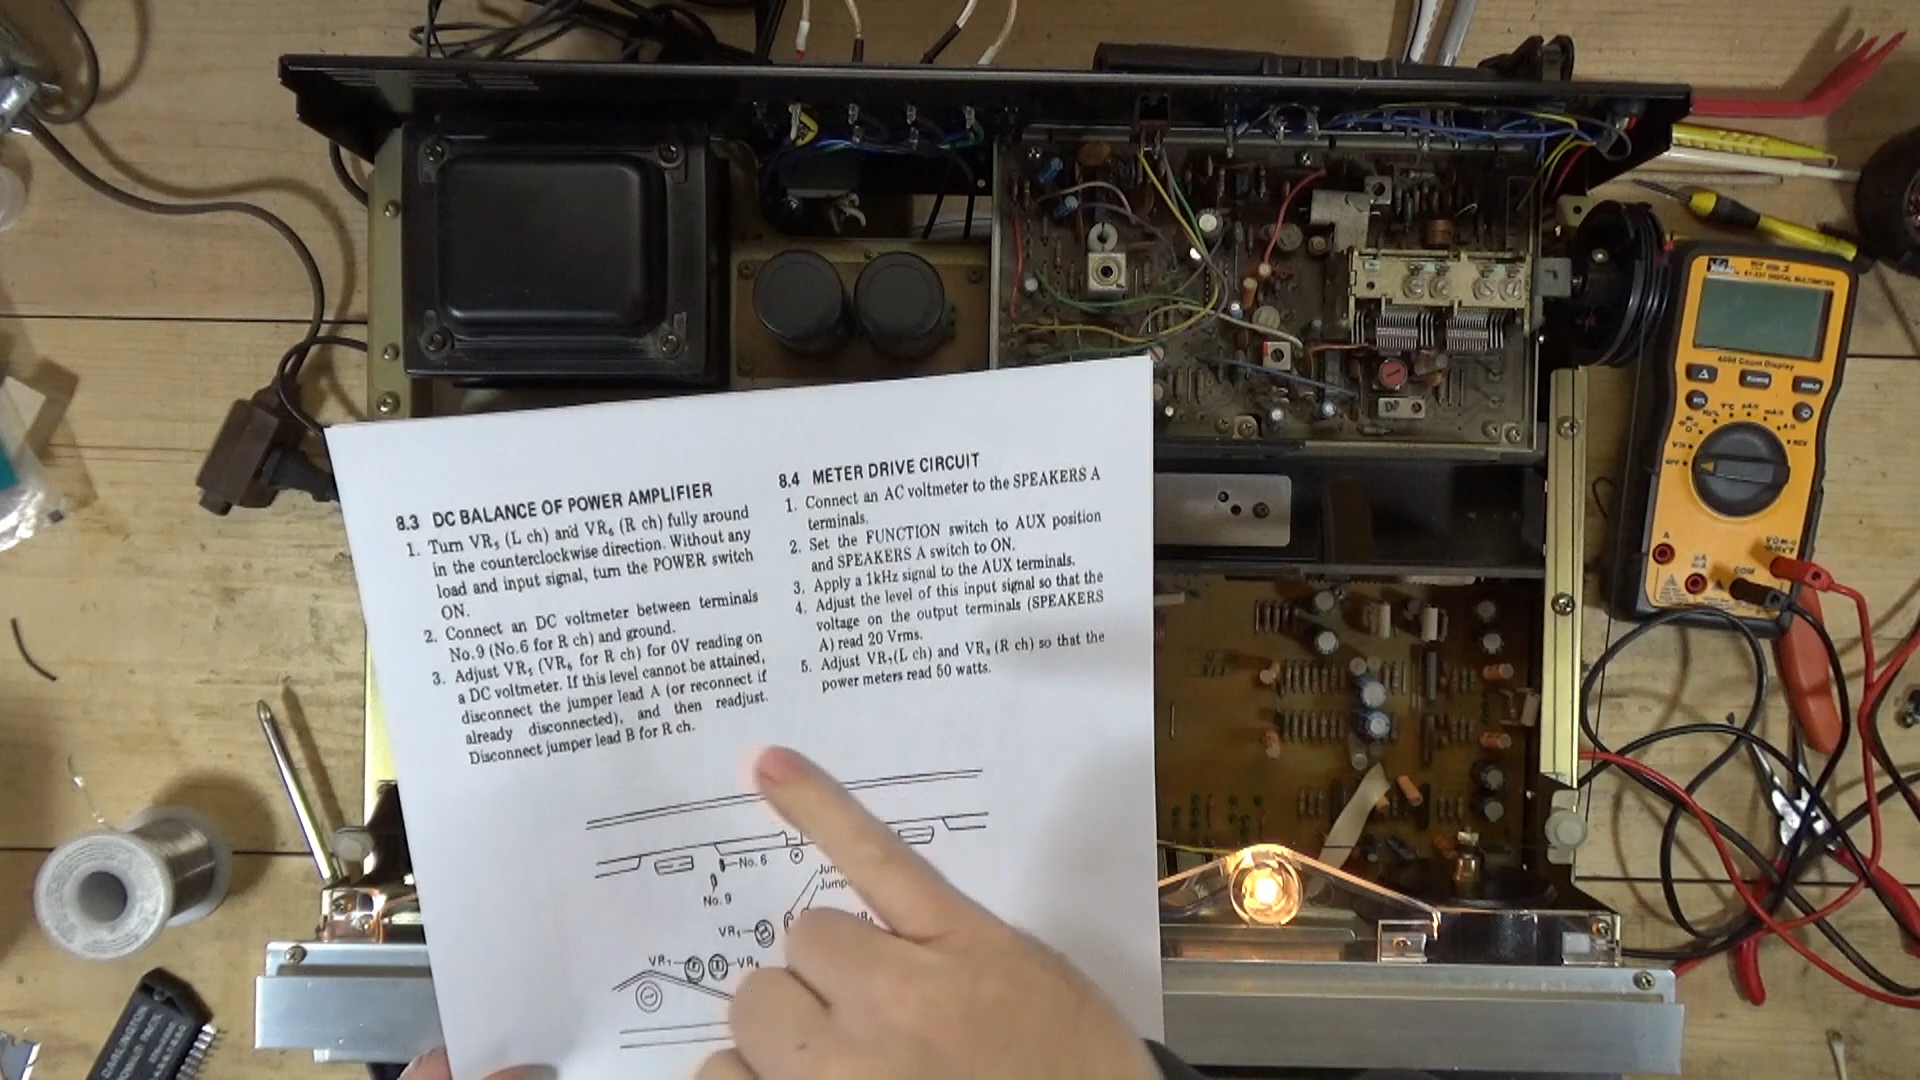 8.3 DC BALANCE OF POWER AMPLIFIER
1. Turn VR₅ (L ch) and VR₆ (R ch) fully around
in the counterclockwise direction. Without any
load and input signal, turn the POWER switch
ON.
2. Connect an DC voltmeter between terminals
No.9 (No.6 for R ch) and ground.
3. Adjust VR₅ (VR₆ for R ch) for 0V reading on
a DC voltmeter. If this level cannot be attained,
disconnect the jumper lead A (or reconnect if
already disconnected), and then readjust.
Disconnect jumper lead B for R ch.
8.4 METER DRIVE CIRCUIT
1. Connect an AC voltmeter to the SPEAKERS A
terminals.
2. Set the FUNCTION switch to AUX position
and SPEAKERS A switch to ON.
3. Apply a 1kHz signal to the AUX terminals.
4. Adjust the level of this input signal so that the
voltage on the output terminals (SPEAKERS
A) read 20 Vrms.
5. Adjust VR₇(L ch) and VR₈ (R ch) so that the
power meters read 50 watts.
No. 6
No. 9
Jum
Jump
VR₅
VR₇
VR₈
COM
A
DARLINGTON
POWER PACK